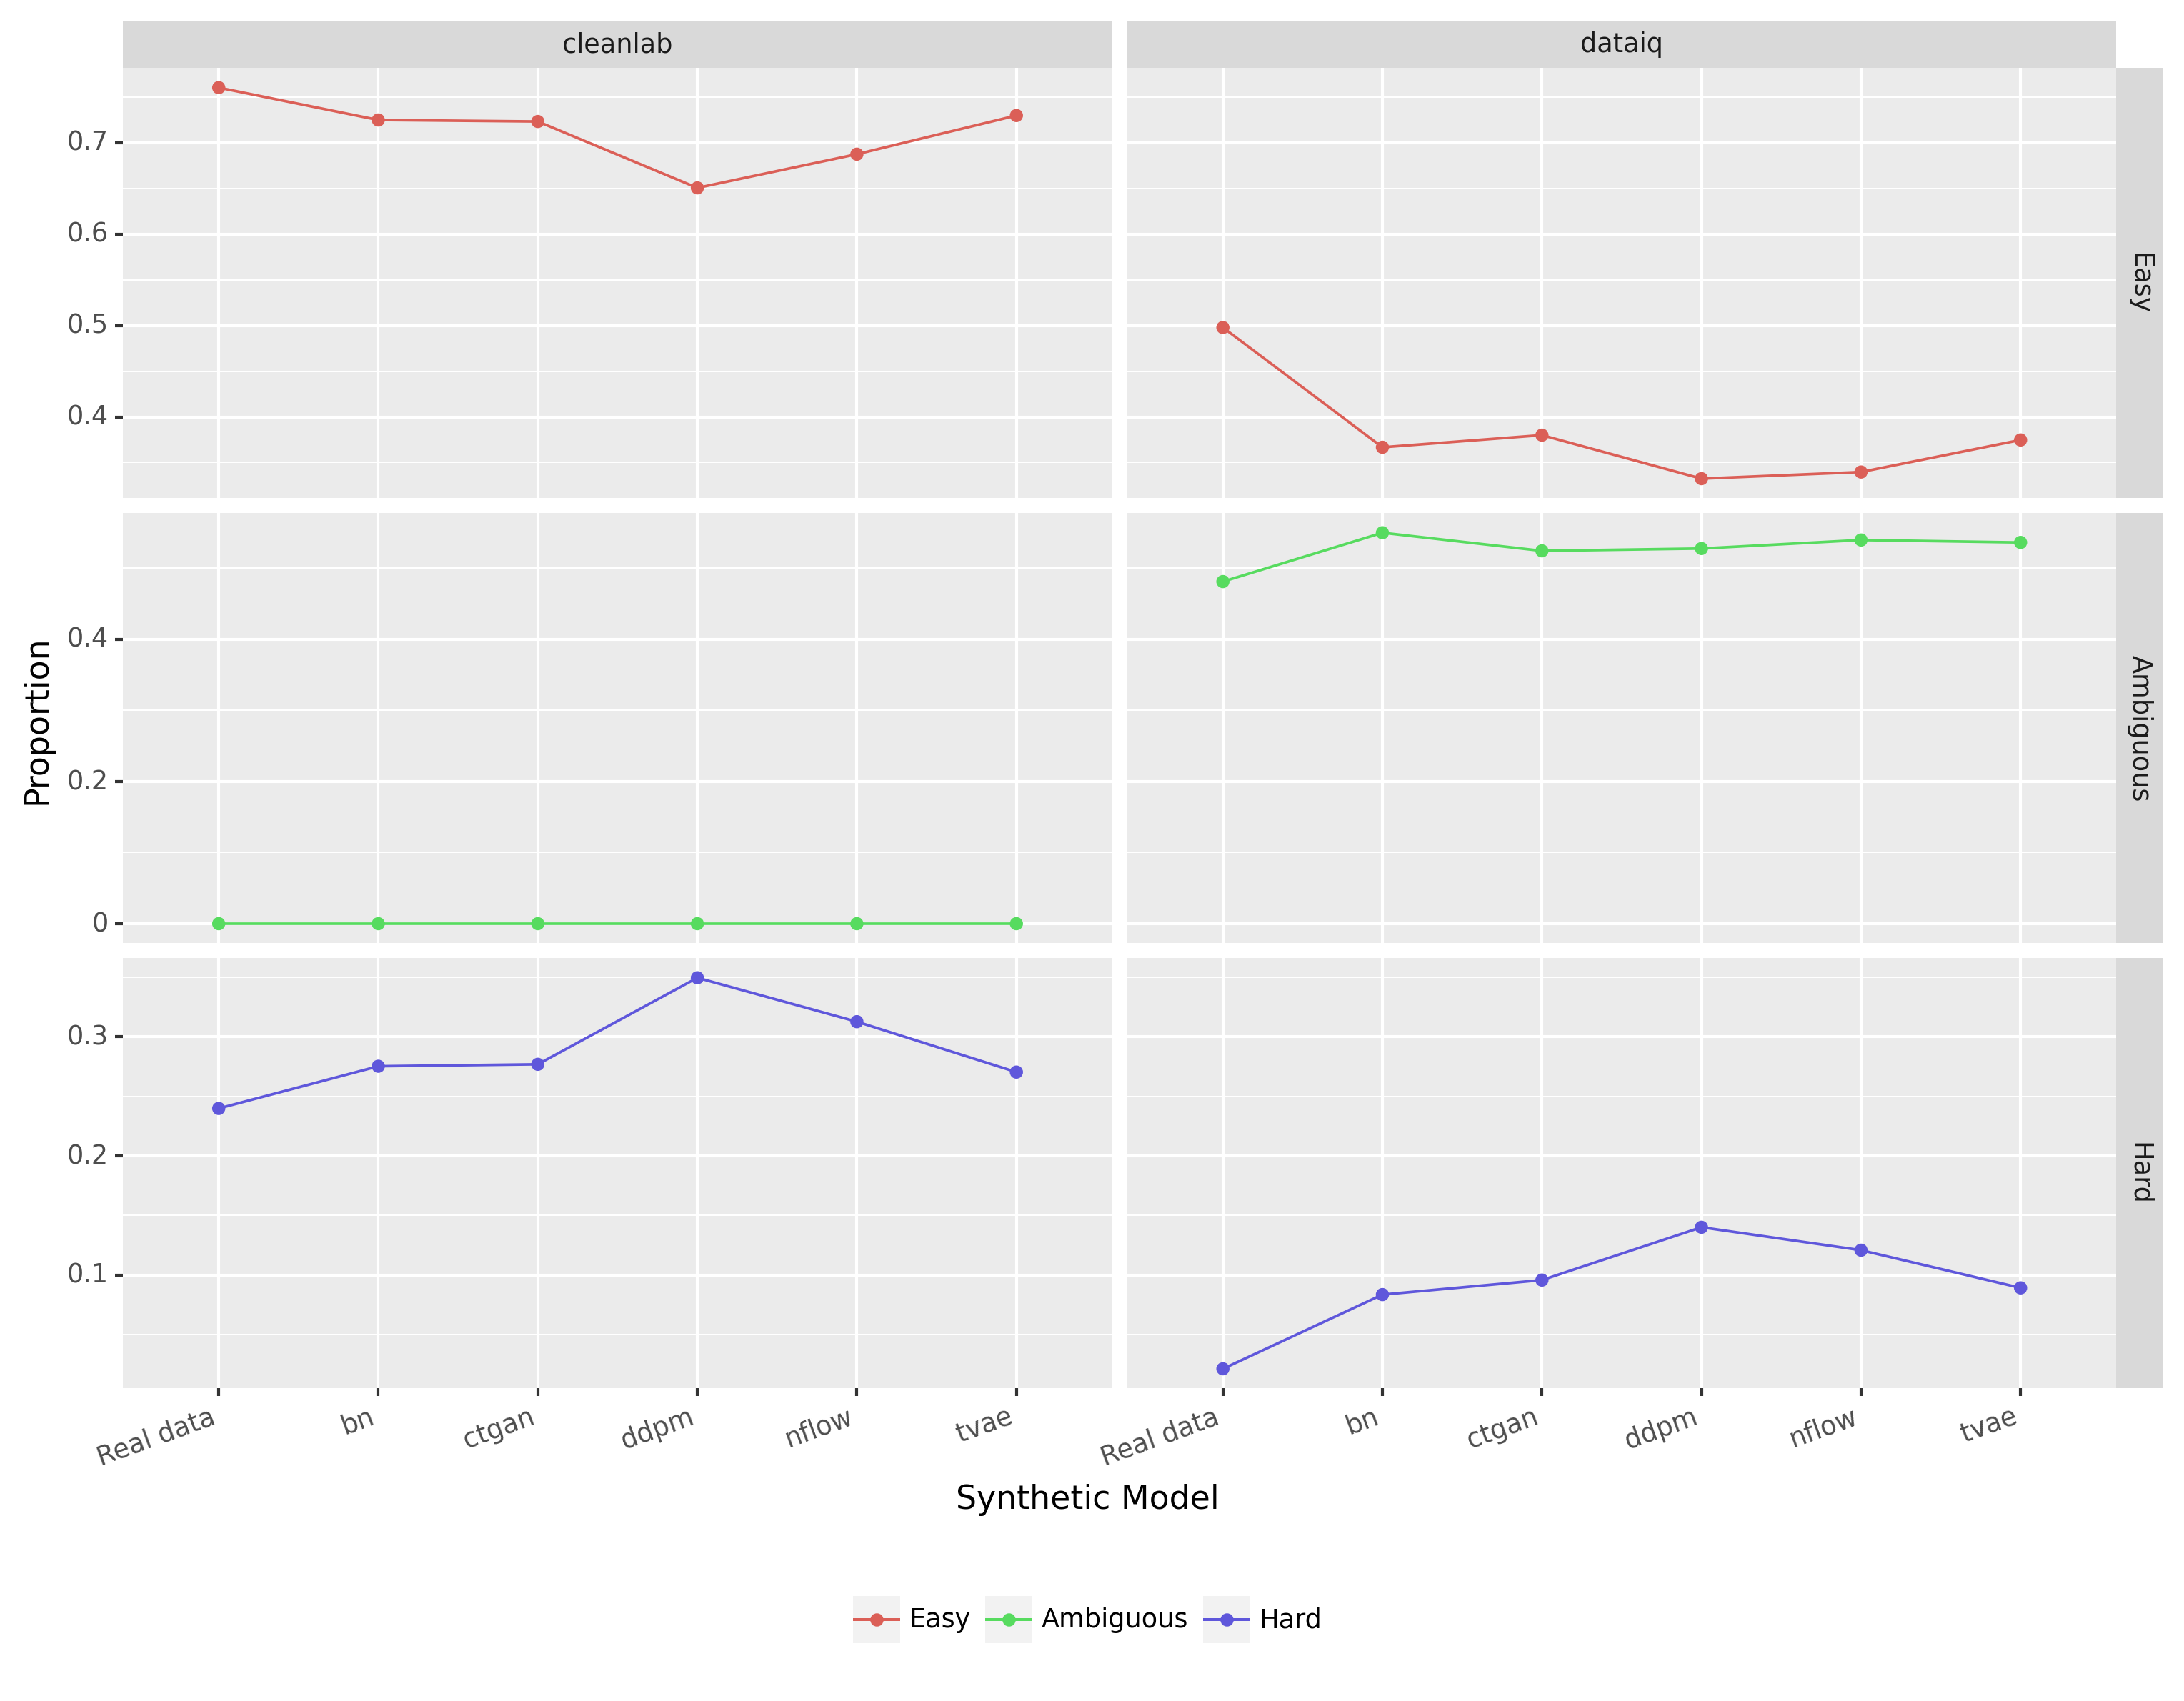 cleanlab
dataiq
0.7
0.6
0.5
0.4
Easy
0.4
0.2
0
Ambiguous
0.3
0.2
0.1
Hard
Proportion
Real data
bn
ctgan
ddpm
nflow
tvae
Real data
bn
ctgan
ddpm
nflow
tvae
Synthetic Model
Easy
Ambiguous
Hard